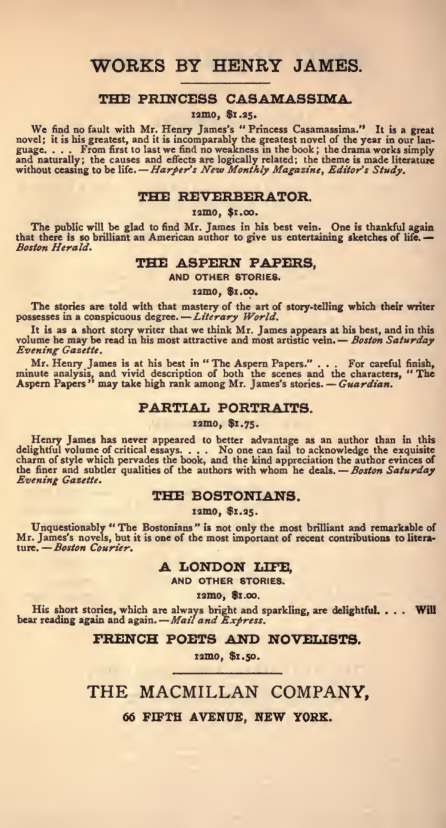 WORKS BY HENRY JAMES.
THE PRINCESS CASAMASSIMA.
12mo, $1.25.
We find no fault with Mr. Henry James's "Princess Casamassima." It is a great
novel; it is his greatest, and it is incomparably the greatest novel of the year in our lan-
guage. . . . From first to last we find no weakness in the book; the drama works simply
and naturally; the causes and effects are logically related; the theme is made literature
without ceasing to be life. — Harper's New Monthly Magazine, Editor's Study.
THE REVERBERATOR.
12mo, $1.00.
The public will be glad to find Mr. James in his best vein. One is thankful again
that there is so brilliant an American author to give us entertaining sketches of life. —
Boston Herald.
THE ASPERN PAPERS,
AND OTHER STORIES.
12mo, $1.00.
The stories are told with that mastery of the art of story-telling which their writer
possesses in a conspicuous degree. — Literary World.
It is as a short story writer that we think Mr. James appears at his best, and in this
volume he may be read in his most attractive and most artistic vein. — Boston Saturday
Evening Gazette.
Mr. Henry James is at his best in "The Aspern Papers." . . . For careful finish,
minute analysis, and vivid description of both the scenes and the characters, "The
Aspern Papers" may take high rank among Mr. James's stories. — Guardian.
PARTIAL PORTRAITS.
12mo, $1.75.
Henry James has never appeared to better advantage as an author than in this
delightful volume of critical essays. . . . No one can fail to acknowledge the exquisite
charm of style which pervades the book, and the kind appreciation the author evinces of
the finer and subtler qualities of the authors with whom he deals. — Boston Saturday
Evening Gazette.
THE BOSTONIANS.
12mo, $1.25.
Unquestionably "The Bostonians" is not only the most brilliant and remarkable of
Mr. James's novels, but it is one of the most important of recent contributions to litera-
ture. — Boston Courier.
A LONDON LIFE,
AND OTHER STORIES.
12mo, $1.00.
His short stories, which are always bright and sparkling, are delightful. . . . Will
bear reading again and again. — Mail and Express.
FRENCH POETS AND NOVELISTS.
12mo, $1.50.
THE MACMILLAN COMPANY,
66 FIFTH AVENUE, NEW YORK.